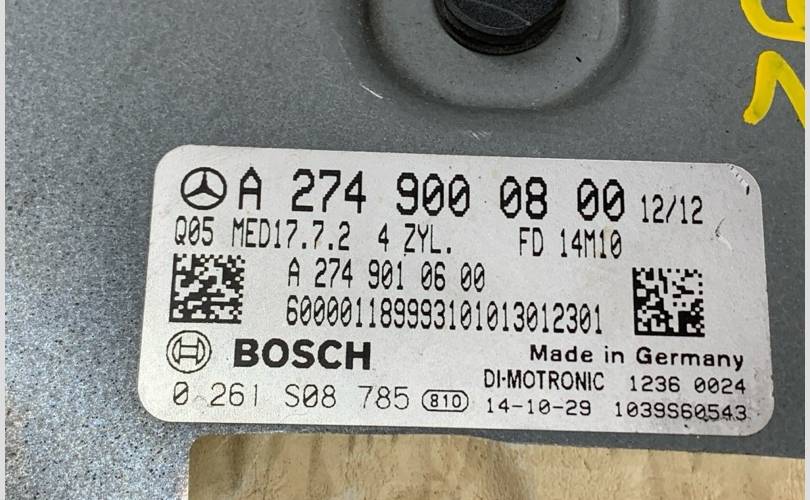 A 274 900 08 00 12/12
Q05 MED17.7.2 4 ZYL. FD 14M10
A 274 901 06 00
600001189993101013012301
BOSCH Made in Germany
DI-MOTRONIC 1236 0024
0 261 S08 785 810 14-10-29 1039S60543